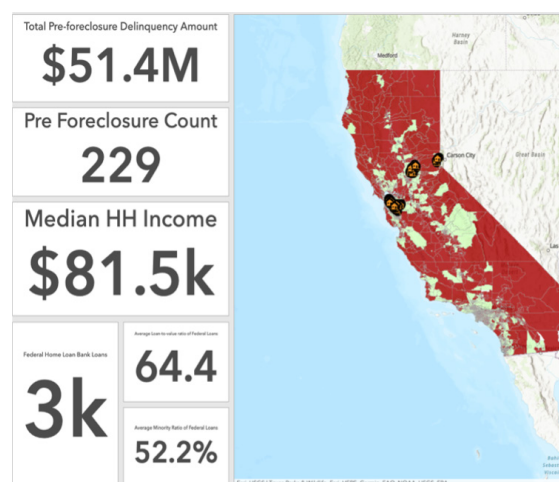 Total Pre-foreclosure Delinquency Amount
$51.4M
Pre Foreclosure Count
229
Median HH Income
$81.5k
Federal Home Loan Bank Loans
3k
Average Loan-to-value ratio of Federal Loans
64.4
Average Minority Ratio of Federal Loans
52.2%
Medford
Harney
Basin
Carson City
Great Basin
Las